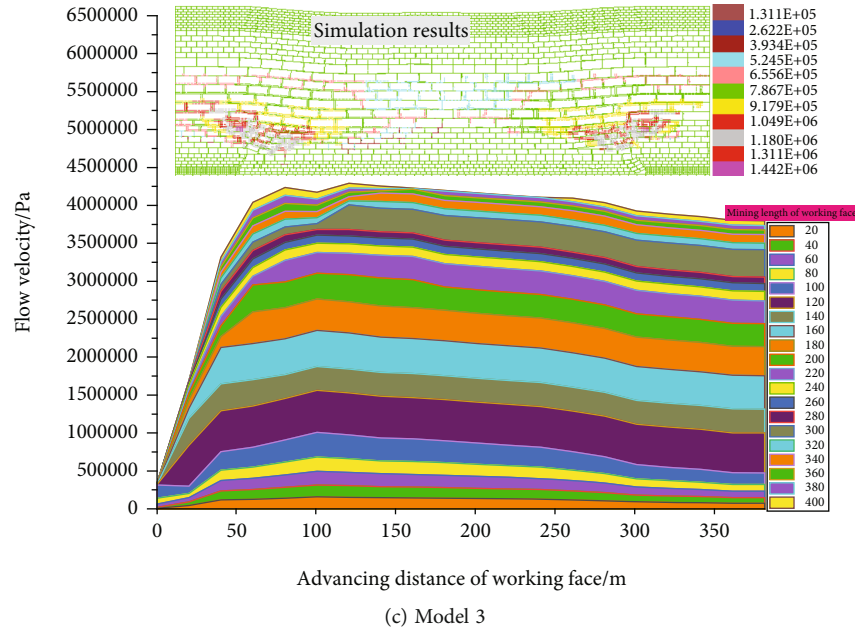 6500000
6000000
5500000
5000000
4500000
4000000
3500000
3000000
2500000
2000000
1500000
1000000
500000
0
Flow velocity/Pa
Simulation results
1.311E+05
2.622E+05
3.934E+05
5.245E+05
6.556E+05
7.867E+05
9.179E+05
1.049E+06
1.180E+06
1.311E+06
1.442E+06
Mining length of working face
20
40
60
80
100
120
140
160
180
200
220
240
260
280
300
320
340
360
380
400
0 50 100 150 200 250 300 350
Advancing distance of working face/m
(c) Model 3